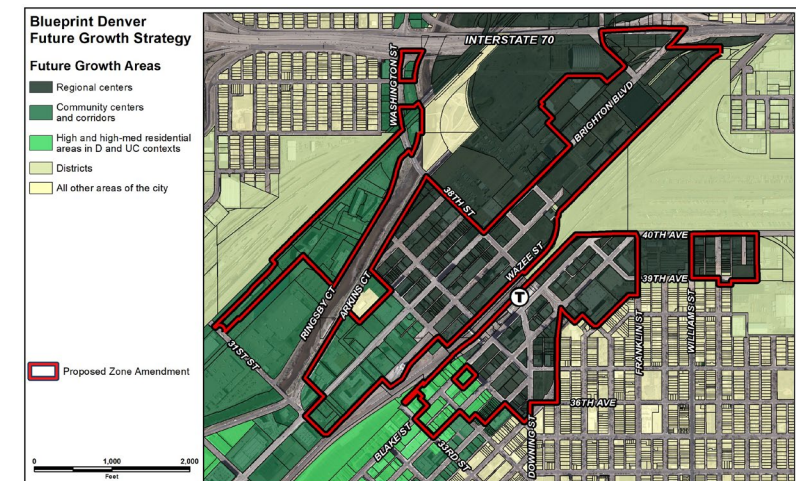 Blueprint Denver
Future Growth Strategy
Future Growth Areas
Regional centers
Community centers
and corridors
High and high-med residential
areas in D and UC contexts
Districts
All other areas of the city
Proposed Zone Amendment
0 1,000 2,000
Feet
INTERSTATE 70
WASHINGTON ST
BRIGHTON BLVD
38TH ST
WAZEE ST
40TH AVE
39TH AVE
ARKINS CT
RINGSBY CT
T
31ST ST
FRANKLIN ST
WILLIAMS ST
36TH AVE
BLAKE ST
33RD ST
DOWNING ST